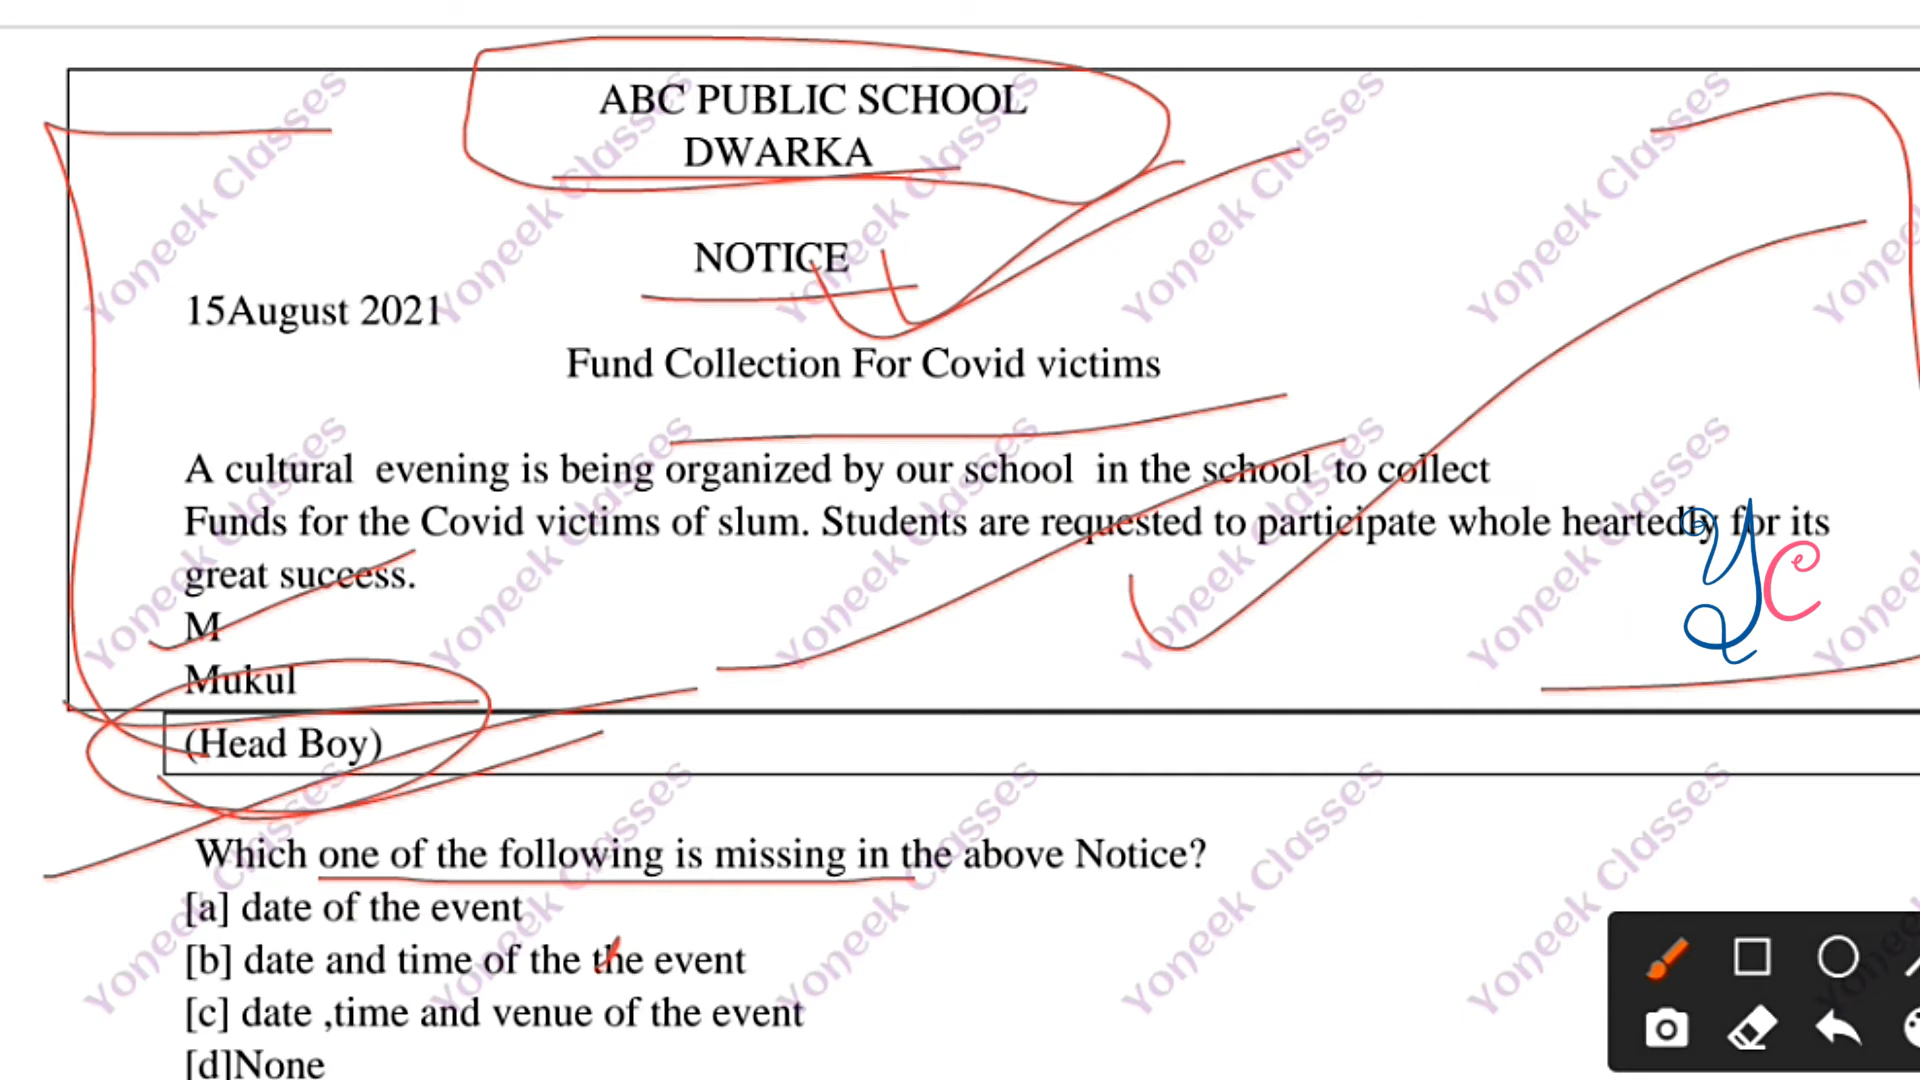 ABC PUBLIC SCHOOL
DWARKA
NOTICE
15August 2021
Fund Collection For Covid victims
A cultural evening is being organized by our school in the school to collect
Funds for the Covid victims of slum. Students are requested to participate whole heartedly for its
great success.
M
Mukul
(Head Boy)
Which one of the following is missing in the above Notice?
[a] date of the event
[b] date and time of the the event
[c] date ,time and venue of the event
[d]None
Yoneek Classes
YC